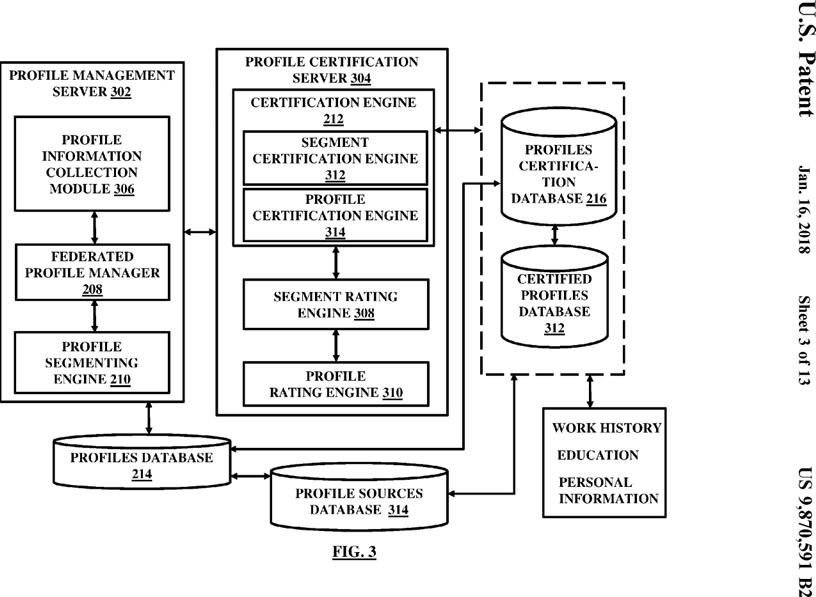 U.S. Patent
Jan. 16, 2018
Sheet 3 of 13
US 9,870,591 B2
PROFILE MANAGEMENT
SERVER 302
PROFILE
INFORMATION
COLLECTION
MODULE 306
FEDERATED
PROFILE MANAGER
208
PROFILE
SEGMENTING
ENGINE 210
PROFILE CERTIFICATION
SERVER 304
CERTIFICATION ENGINE
212
SEGMENT
CERTIFICATION ENGINE
312
PROFILE
CERTIFICATION ENGINE
314
SEGMENT RATING
ENGINE 308
PROFILE
RATING ENGINE 310
PROFILES
CERTIFICA-
TION
DATABASE 216
CERTIFIED
PROFILES
DATABASE
312
WORK HISTORY
EDUCATION
PERSONAL
INFORMATION
PROFILES DATABASE
214
PROFILE SOURCES
DATABASE 314
FIG. 3